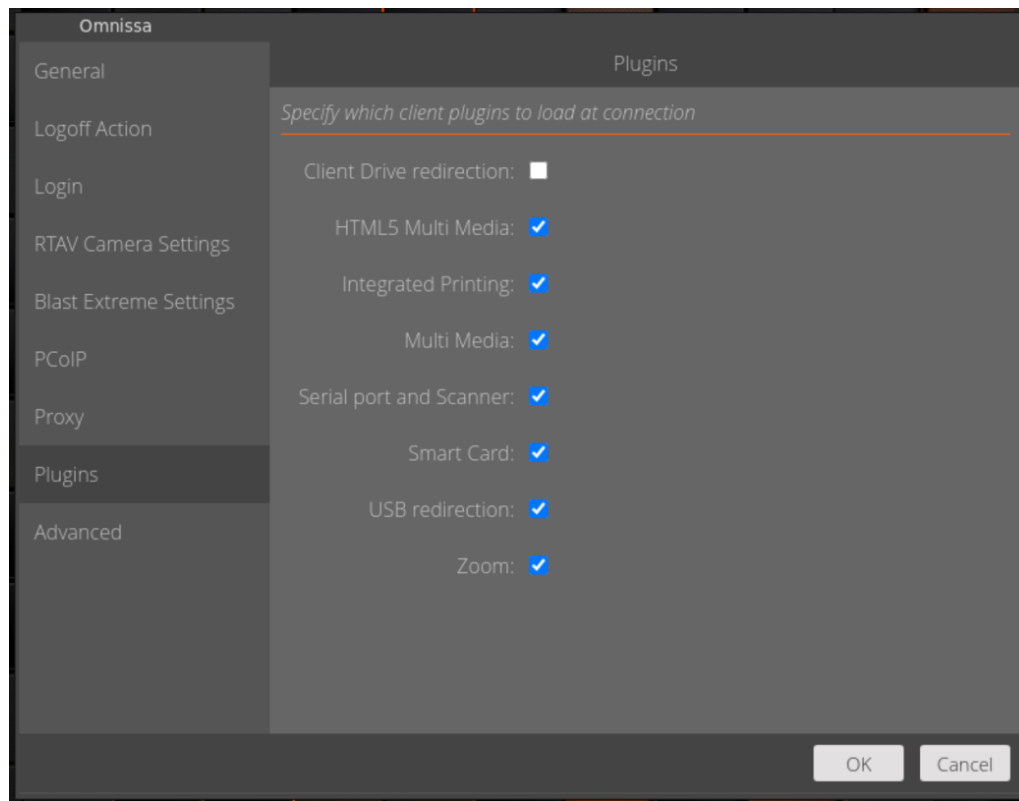 Omnissa
General
Logoff Action
Login
RTAV Camera Settings
Blast Extreme Settings
PCoIP
Proxy
Plugins
Advanced
Plugins
Specify which client plugins to load at connection
Client Drive redirection:
HTML5 Multi Media:
Integrated Printing:
Multi Media:
Serial port and Scanner:
Smart Card:
USB redirection:
Zoom:
OK
Cancel